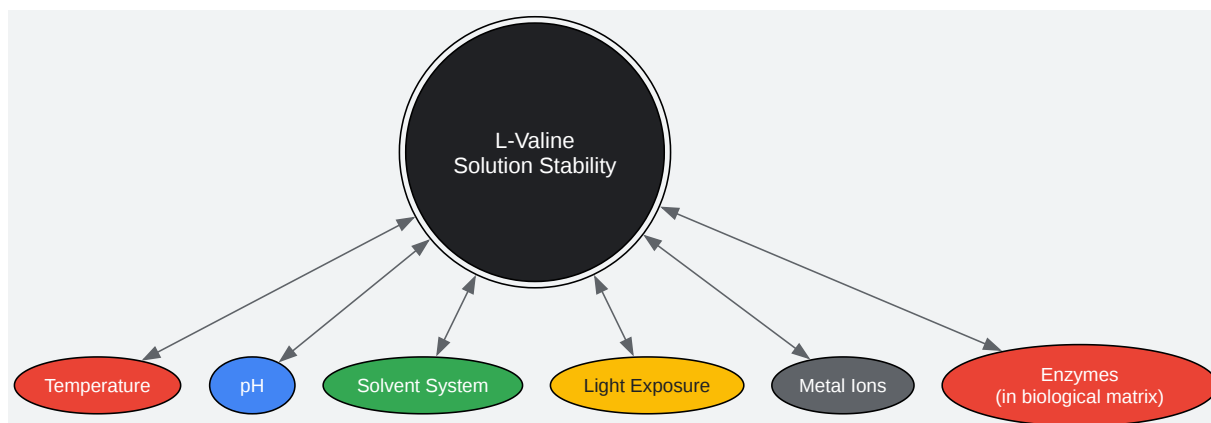 L-Valine
Solution Stability
Temperature
pH
Solvent System
Light Exposure
Metal Ions
Enzymes
(in biological matrix)